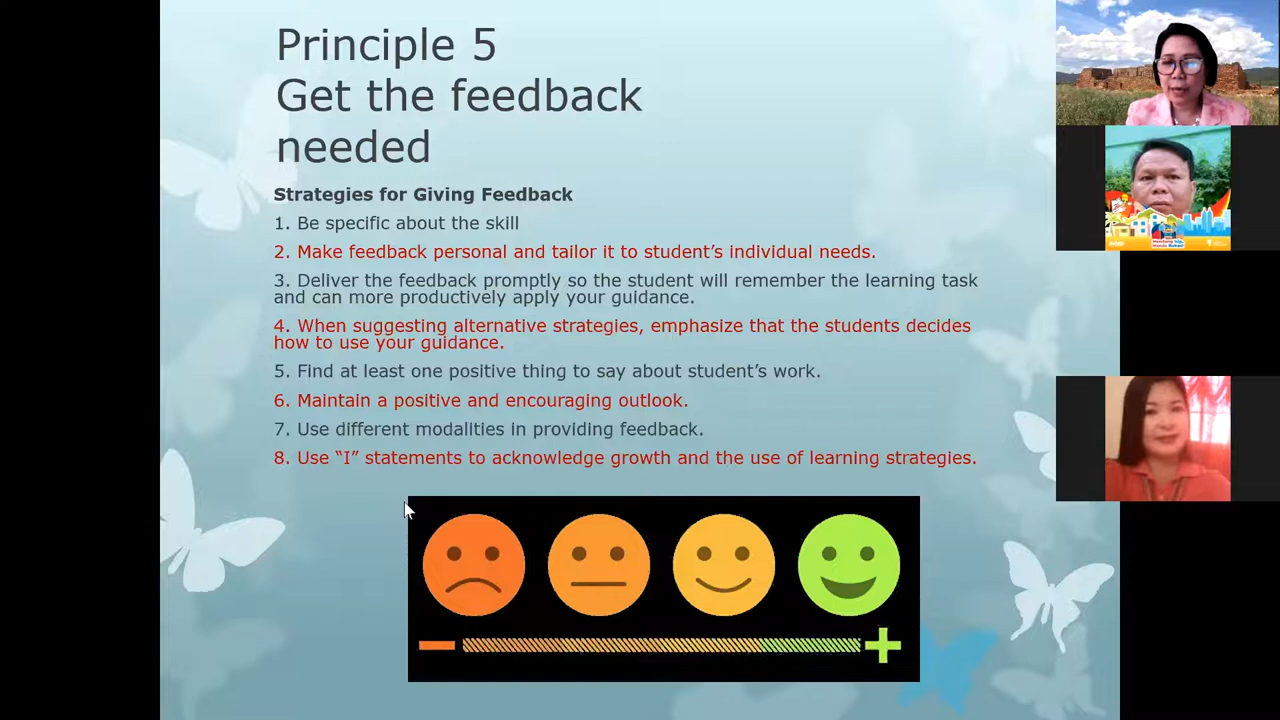 Principle 5
Get the feedback
needed
Strategies for Giving Feedback
1. Be specific about the skill
2. Make feedback personal and tailor it to student’s individual needs.
3. Deliver the feedback promptly so the student will remember the learning task
and can more productively apply your guidance.
4. When suggesting alternative strategies, emphasize that the students decides
how to use your guidance.
5. Find at least one positive thing to say about student’s work.
6. Maintain a positive and encouraging outlook.
7. Use different modalities in providing feedback.
8. Use “I” statements to acknowledge growth and the use of learning strategies.